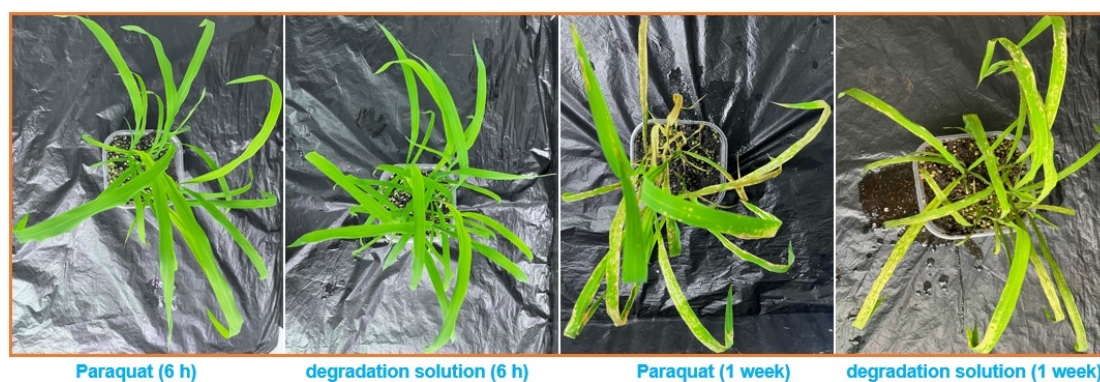 Paraquat (6 h)
degradation solution (6 h)
Paraquat (1 week)
degradation solution (1 week)